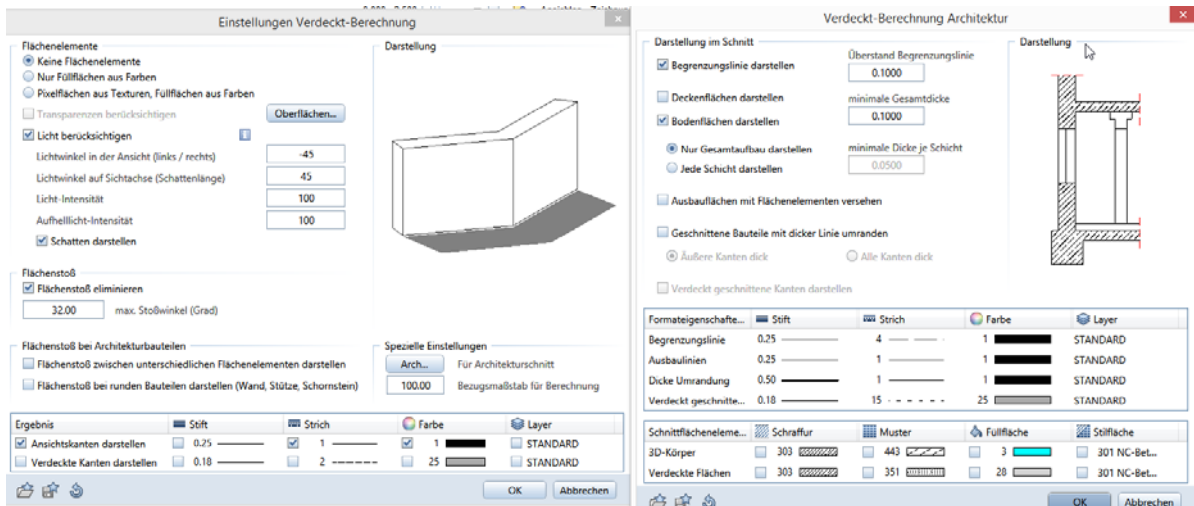 Einstellungen Verdeckt-Berechnung
Flächenelemente
Keine Flächenelemente
Nur Füllflächen aus Farben
Pixelflächen aus Texturen, Füllflächen aus Farben
Transparenzen berücksichtigen
Oberflächen...
Licht berücksichtigen
Lichtwinkel in der Ansicht (links / rechts)
-45
Lichtwinkel auf Sichtachse (Schattenlänge)
45
Licht-Intensität
100
Aufhelllicht-Intensität
100
Schatten darstellen
Darstellung
Flächenstoß
Flächenstoß eliminieren
32.00 max. Stoßwinkel (Grad)
Flächenstoß bei Architekturbauteilen
Flächenstoß zwischen unterschiedlichen Flächenelementen darstellen
Flächenstoß bei runden Bauteilen darstellen (Wand, Stütze, Schornstein)
Spezielle Einstellungen
Arch... Für Architekturschnitt
100.00 Bezugsmaßstab für Berechnung
Ergebnis Stift Strich Farbe Layer
Ansichtskanten darstellen 0.25 1 1 STANDARD
Verdeckte Kanten darstellen 0.18 2 25 STANDARD
OK Abbrechen
Verdeckt-Berechnung Architektur
Darstellung im Schnitt
Begrenzungslinie darstellen
Überstand Begrenzungslinie
0.1000
Deckenflächen darstellen
minimale Gesamtdicke
Bodenflächen darstellen
0.1000
Nur Gesamtaufbau darstellen
minimale Dicke je Schicht
Jede Schicht darstellen
0.0500
Ausbauflächen mit Flächenelementen versehen
Geschnittene Bauteile mit dicker Linie umranden
Äußere Kanten dick
Alle Kanten dick
Verdeckt geschnittene Kanten darstellen
Darstellung
Formateigenschafte... Stift Strich Farbe Layer
Begrenzungslinie 0.25 4 1 STANDARD
Ausbaulinien 0.25 1 1 STANDARD
Dicke Umrandung 0.50 1 1 STANDARD
Verdeckt geschnitte... 0.18 15 25 STANDARD
Schnittflächeneleme... Schraffur Muster Füllfläche Stilfläche
3D-Körper 303 443 3 301 NC-Bet...
Verdeckte Flächen 303 351 28 301 NC-Bet...
OK Abbrechen